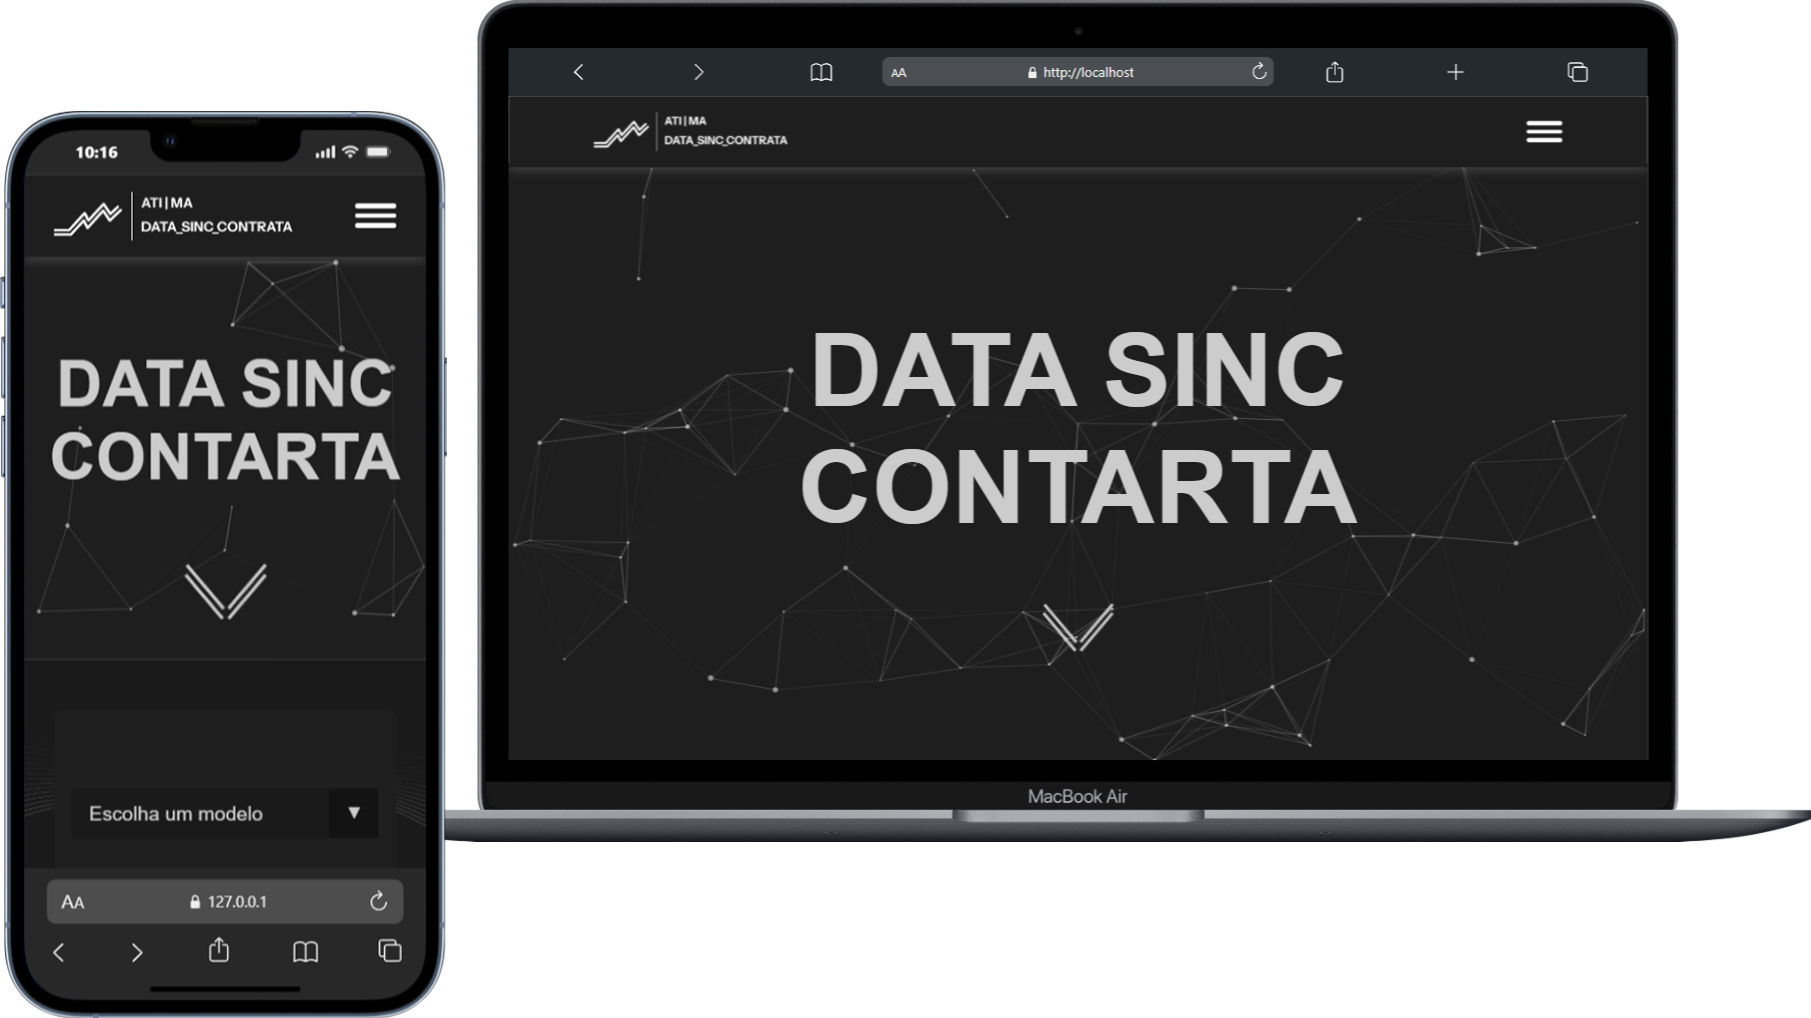 10:16
ATI|MA
DATA_SINC_CONTRATA
DATA SINC
CONTARTA
Escolha um modelo
AA
127.0.0.1
AA
http://localhost
ATI|MA
DATA_SINC_CONTRATA
DATA SINC
CONTARTA
MacBook Air